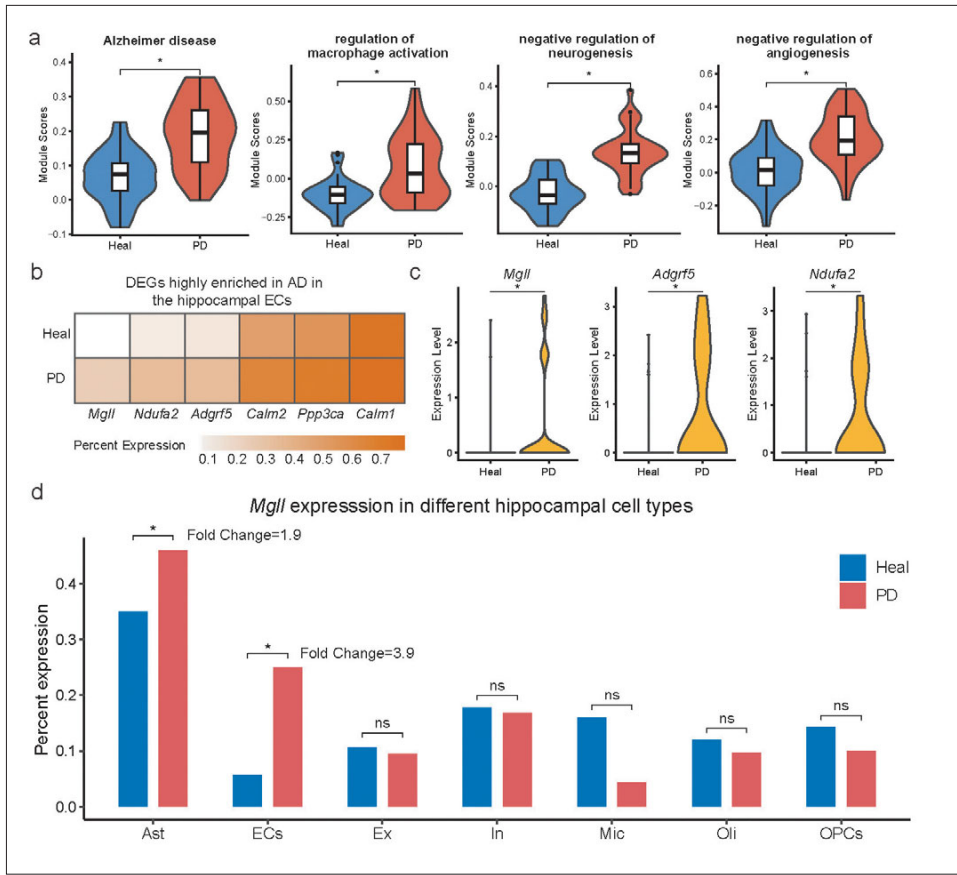 a
Alzheimer disease
regulation of
macrophage activation
negative regulation of
neurogenesis
negative regulation of
angiogenesis
*
*
*
*
Module Scores
0.4
0.3
0.2
0.1
0.0
−0.1
Heal
PD
Module Scores
0.50
0.25
0.00
−0.25
Heal
PD
Module Scores
0.4
0.2
0.0
Heal
PD
Module Scores
0.6
0.4
0.2
0.0
−0.2
Heal
PD
b
DEGs highly enriched in AD in
the hippocampal ECs
Heal
PD
Mgll Ndufa2 Adgrf5 Calm2 Ppp3ca Calm1
Percent Expression
0.1 0.2 0.3 0.4 0.5 0.6 0.7
c
Mgll
*
Expression Level
2
1
0
Heal
PD
Adgrf5
*
Expression Level
3
2
1
0
Heal
PD
Ndufa2
*
Expression Level
3
2
1
0
Heal
PD
d
Mgll expresssion in different hippocampal cell types
* Fold Change=1.9
* Fold Change=3.9
ns
ns
ns
ns
ns
Heal
PD
Percent expression
0.4
0.3
0.2
0.1
0.0
Ast ECs Ex In Mic Oli OPCs